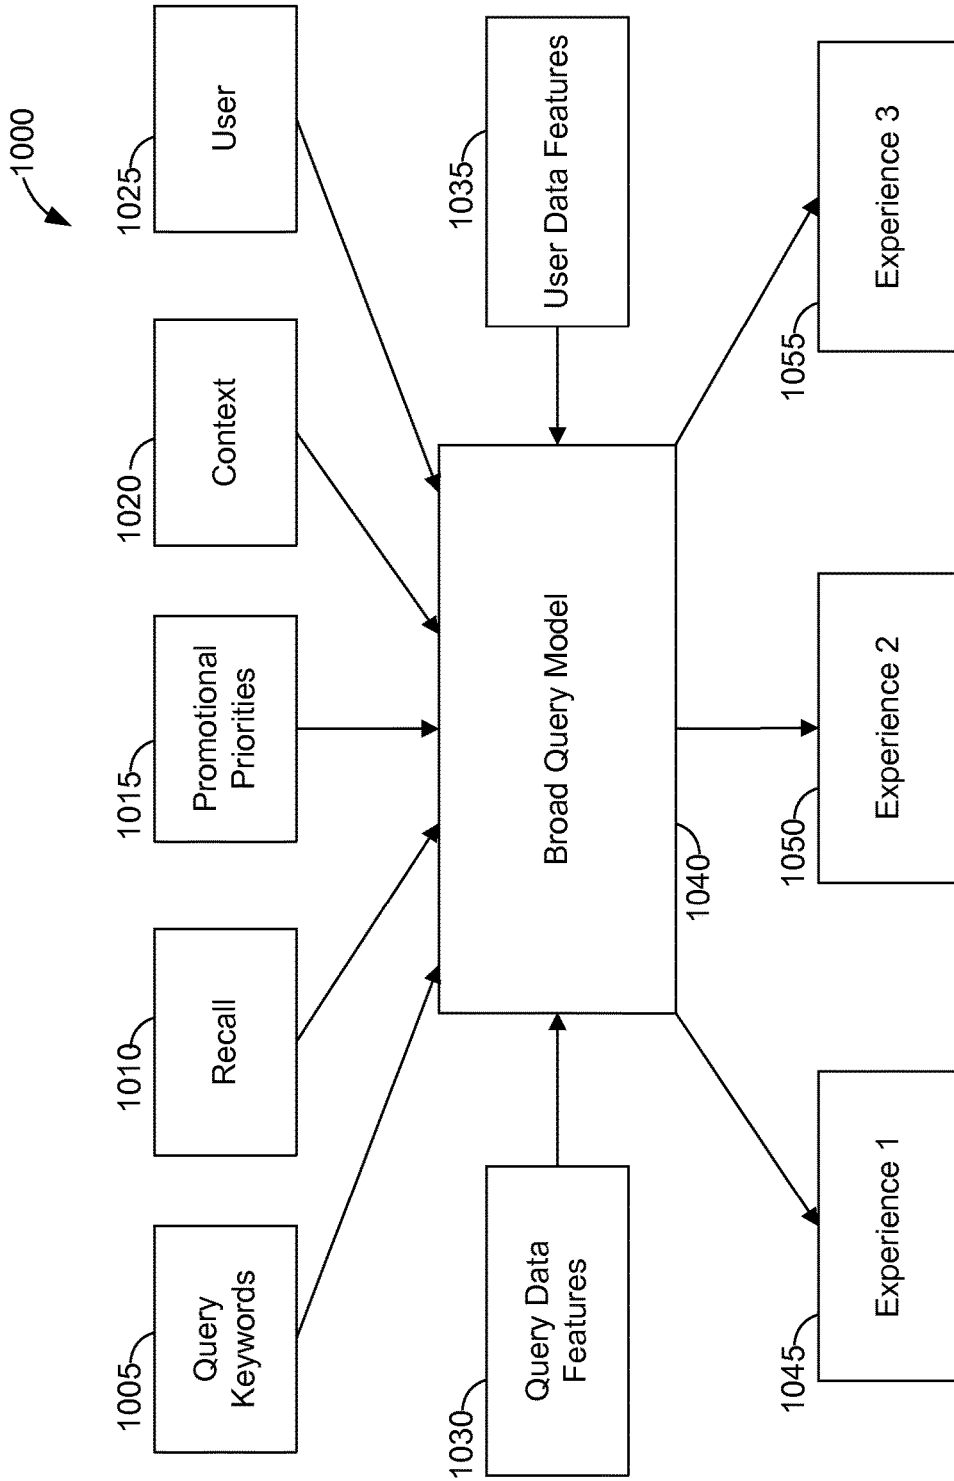 1000
1005
Query
Keywords
1010
Recall
1015
Promotional
Priorities
1020
Context
1025
User
1030
Query Data
Features
Broad Query Model
1040
1035
User Data Features
1045
Experience 1
1050
Experience 2
1055
Experience 3